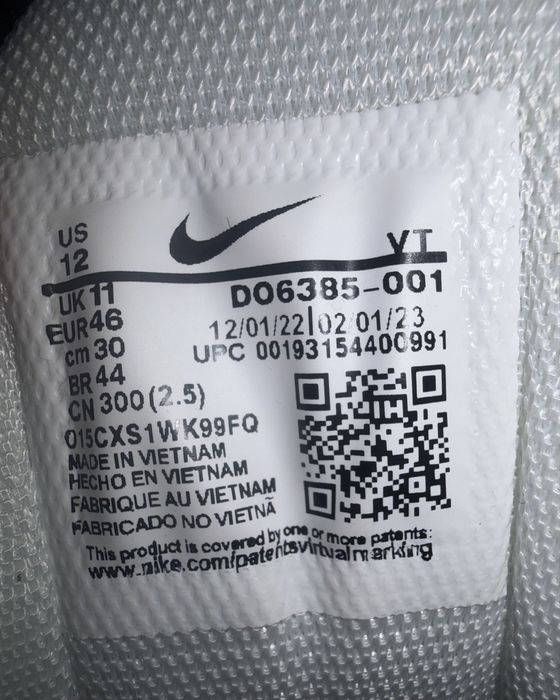 US
12
VT
UK 11
DO6385-001
EUR 46
12/01/22|02/01/23
cm 30
UPC 00193154400991
BR 44
CN 300 (2.5)
015CXS1WK99FQ
MADE IN VIETNAM
HECHO EN VIETNAM
FABRIQUE AU VIETNAM
FABRICADO NO VIETNÃ
This product is covered by one or more patents:
www.nike.com/patentsvirtualmarking